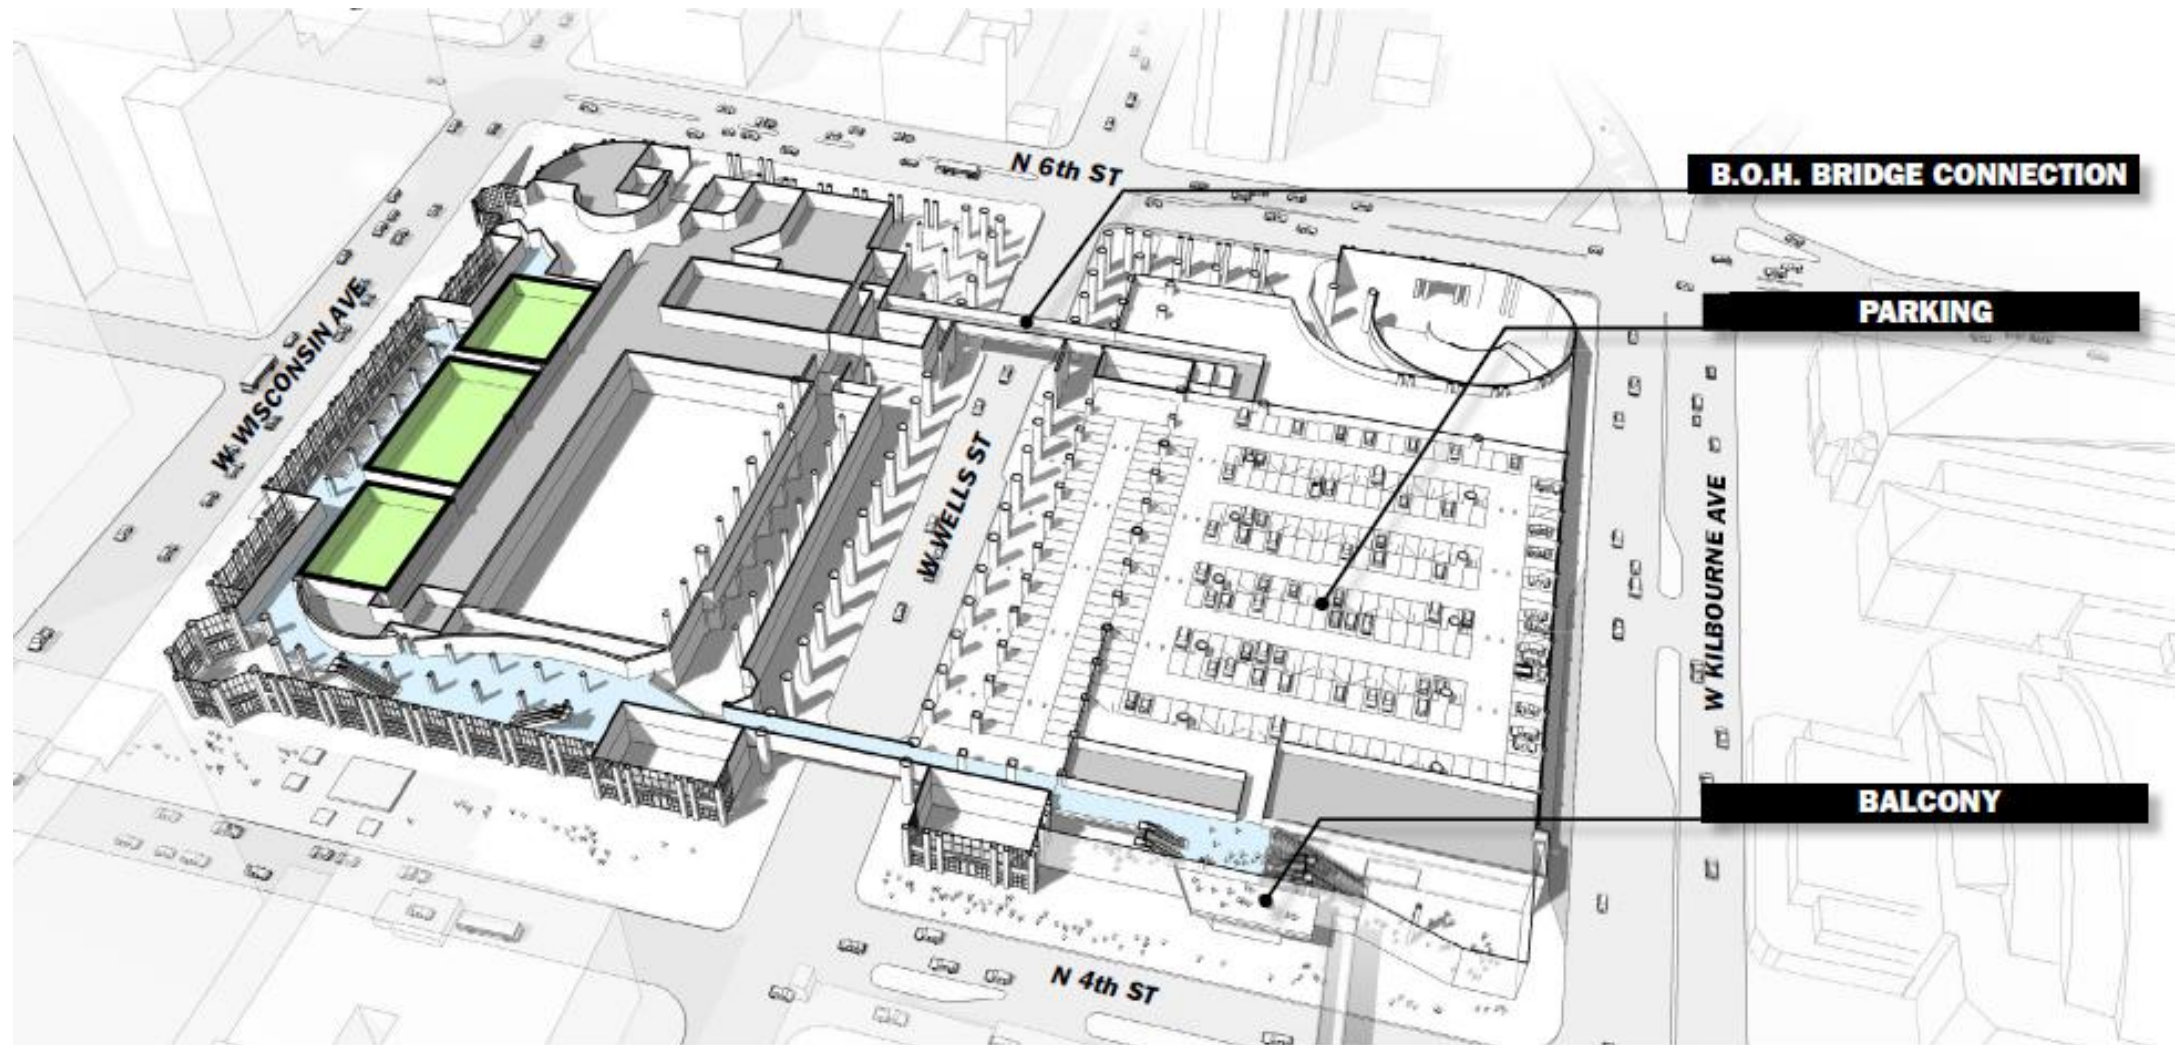 N 6th ST
B.O.H. BRIDGE CONNECTION
W WISCONSIN AVE
PARKING
W WELLS ST
W KILBOURNE AVE
BALCONY
N 4th ST